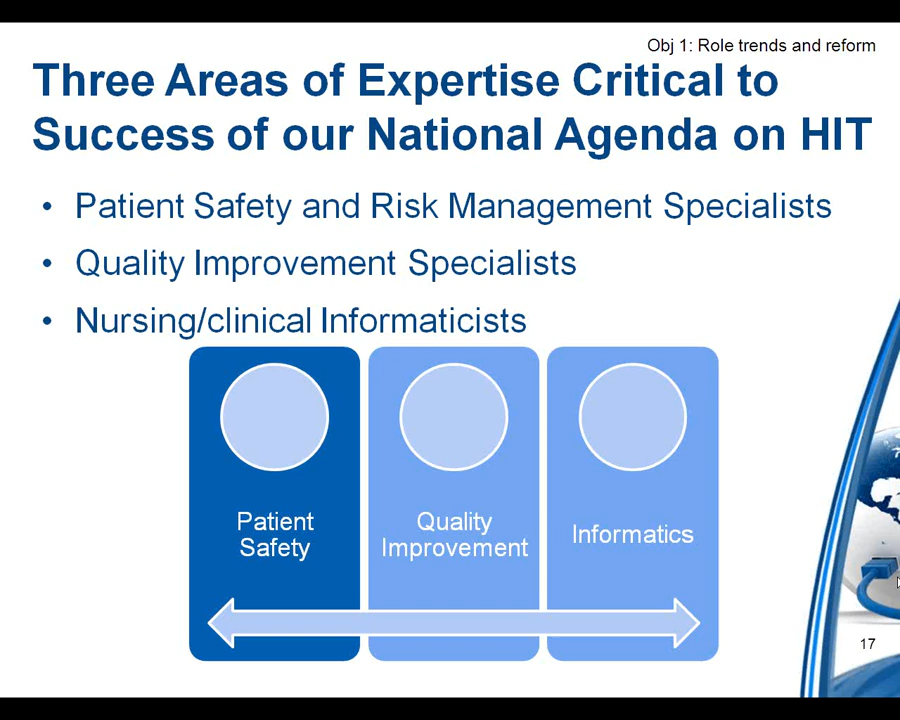 Obj 1: Role trends and reform
Three Areas of Expertise Critical to
Success of our National Agenda on HIT
• Patient Safety and Risk Management Specialists
• Quality Improvement Specialists
• Nursing/clinical Informaticists
Patient
Safety
Quality
Improvement
Informatics
17